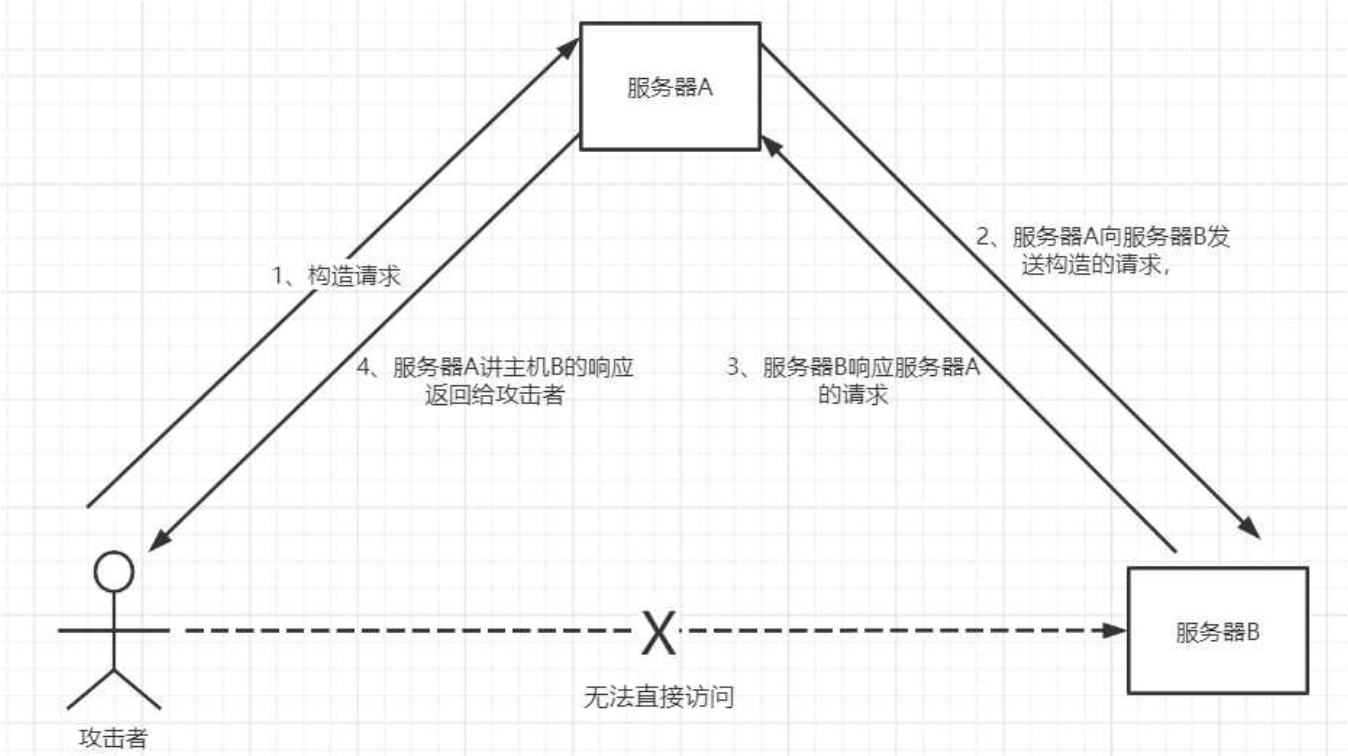 服务器A
2、服务器A向服务器B发
送构造的请求,
1、构造请求
4、服务器A讲主机B的响应
返回给攻击者
3、服务器B响应服务器A
的请求
X
服务器B
无法直接访问
攻击者